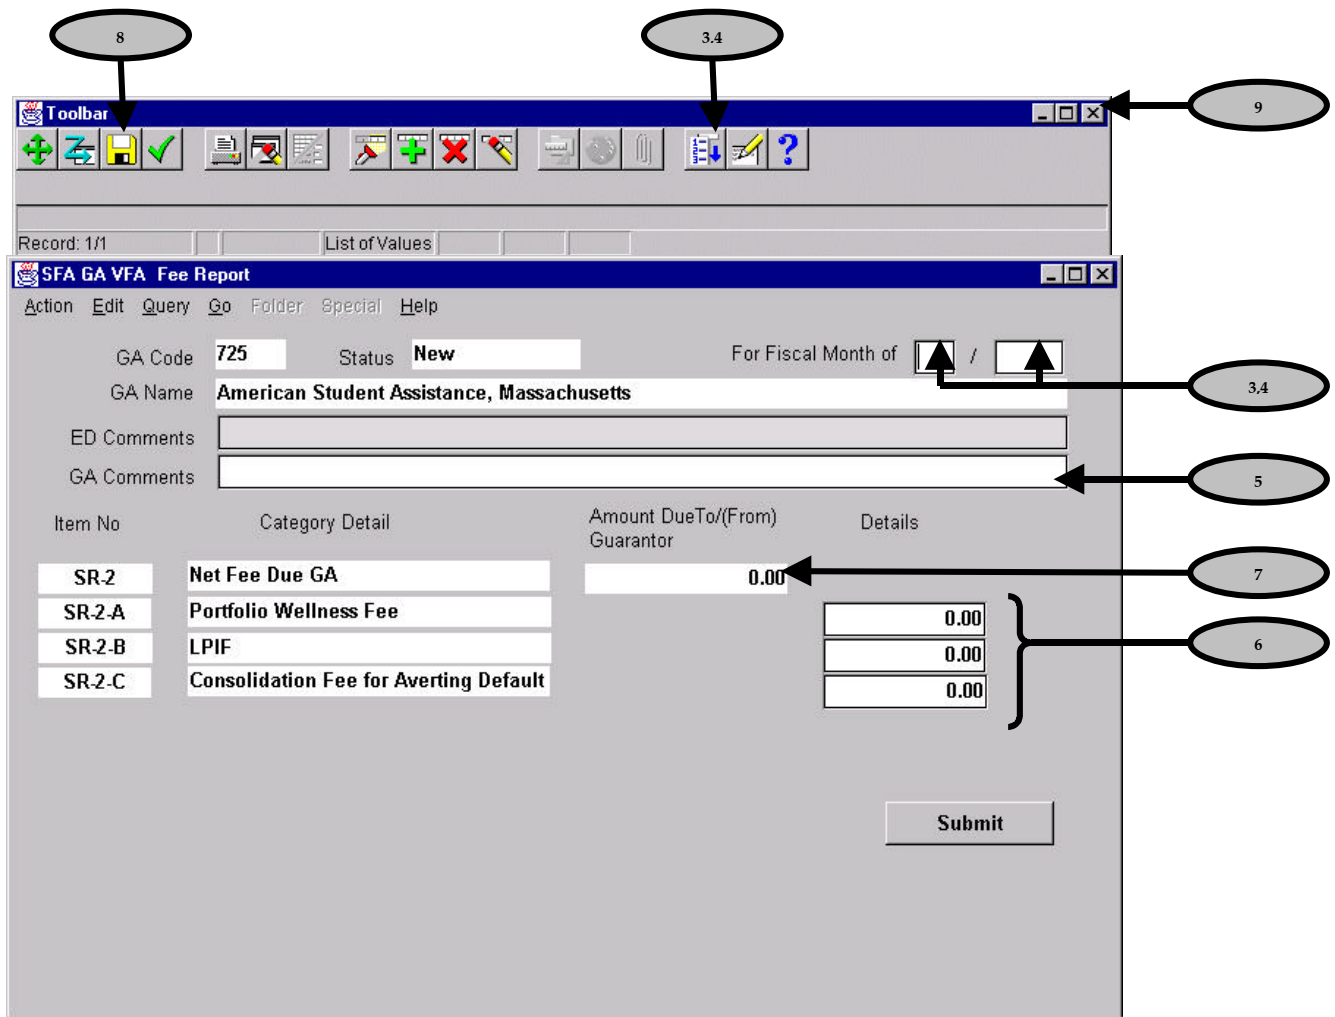 8
3.4
9
Toolbar
Record: 1/1
List of Values
SFA GA VFA Fee Report
Action Edit Query Go Folder Special Help
GA Code 725 Status New For Fiscal Month of /
GA Name American Student Assistance, Massachusetts
3,4
ED Comments
GA Comments
5
Item No Category Detail Amount DueTo/(From) Details
Guarantor
SR-2 Net Fee Due GA 0.00
7
SR-2-A Portfolio Wellness Fee 0.00
SR-2-B LPIF 0.00
6
SR-2-C Consolidation Fee for Averting Default 0.00
Submit